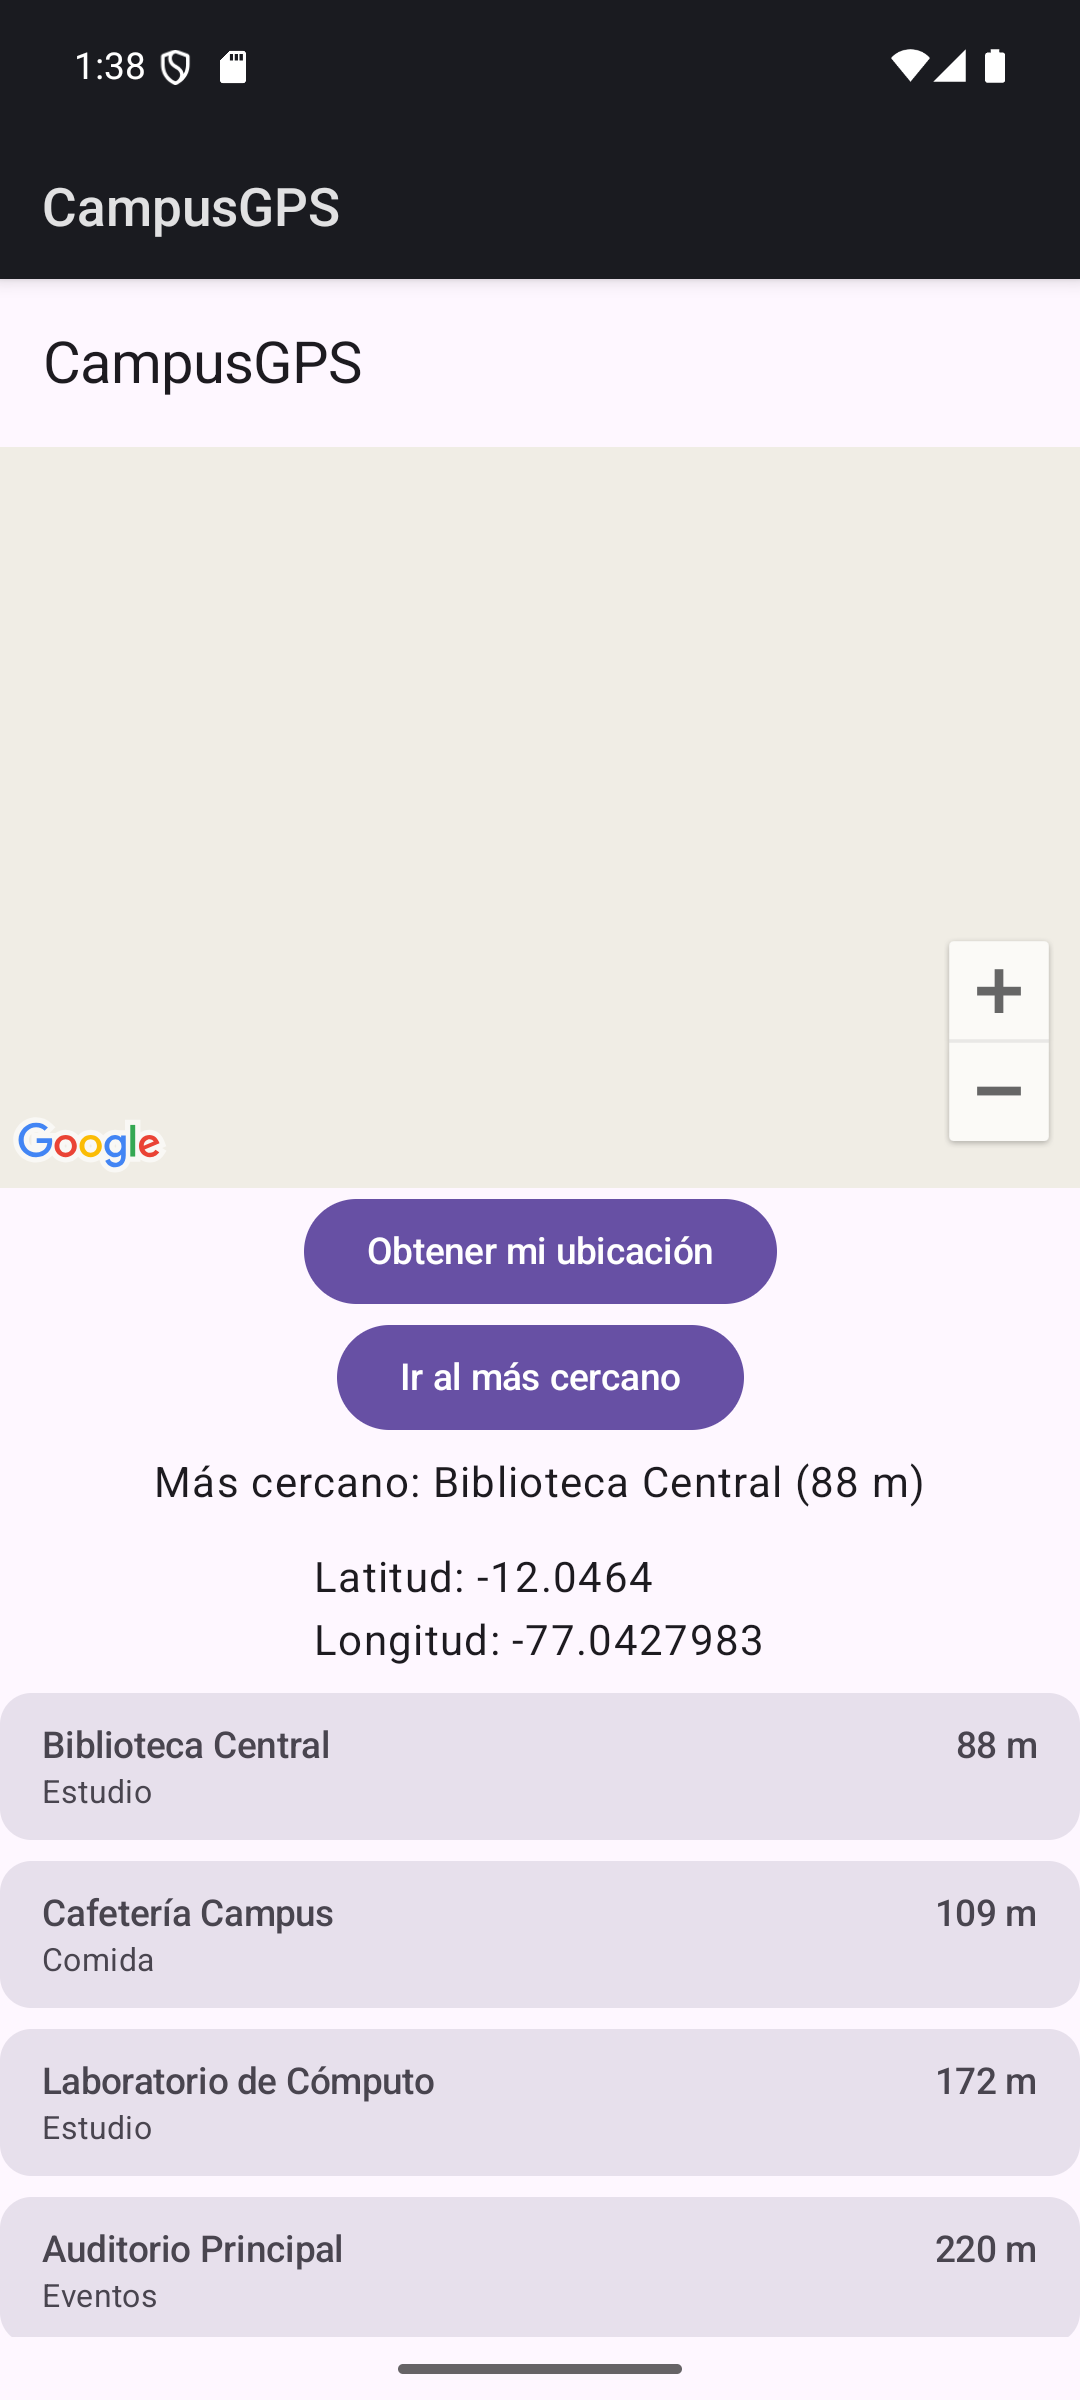 1:38
CampusGPS
CampusGPS
Google
Obtener mi ubicación
Ir al más cercano
Más cercano: Biblioteca Central (88 m)
Latitud: -12.0464
Longitud: -77.0427983
Biblioteca Central 88 m
Estudio
Cafetería Campus 109 m
Comida
Laboratorio de Cómputo 172 m
Estudio
Auditorio Principal 220 m
Eventos